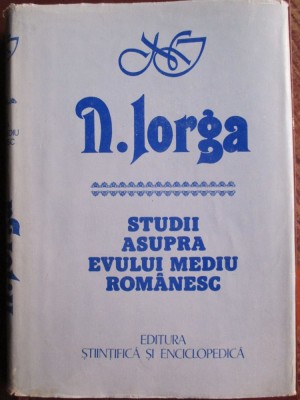 N. Iorga
STUDII
ASUPRA
EVULUI MEDIU
ROMÂNESC
EDITURA
ȘTIINȚIFICĂ ȘI ENCICLOPEDICĂ